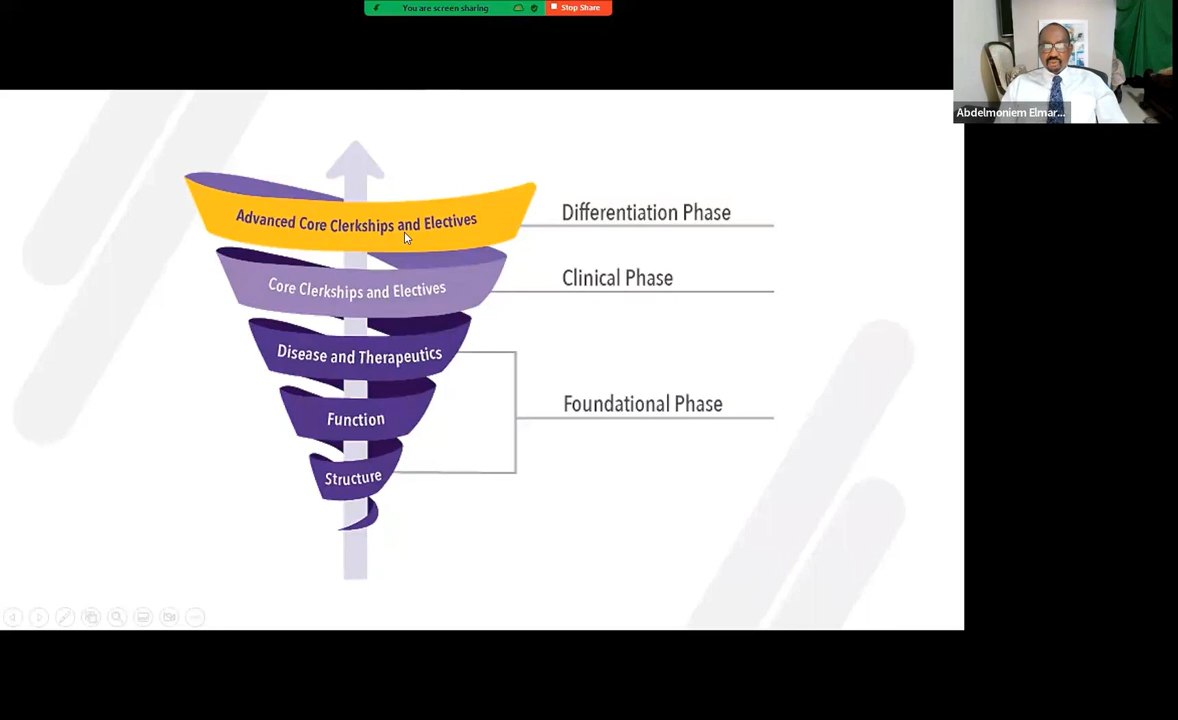 You are screen sharing
Stop Share
Abdelmoniem Elmar...
Advanced Core Clerkships and Electives
Differentiation Phase
Core Clerkships and Electives
Clinical Phase
Disease and Therapeutics
Function
Foundational Phase
Structure